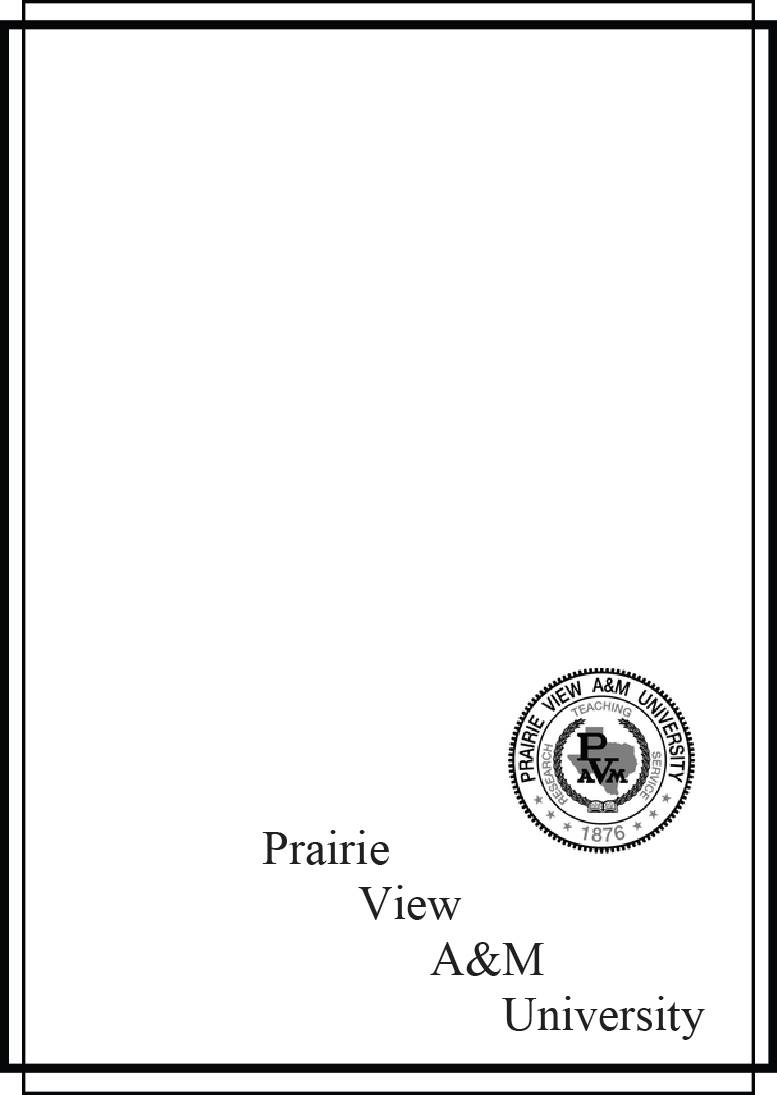 PRAIRIE VIEW A&M UNIVERSITY
TEACHING
RESEARCH
SERVICE
P
AVM
1876
Prairie
View
A&M
University